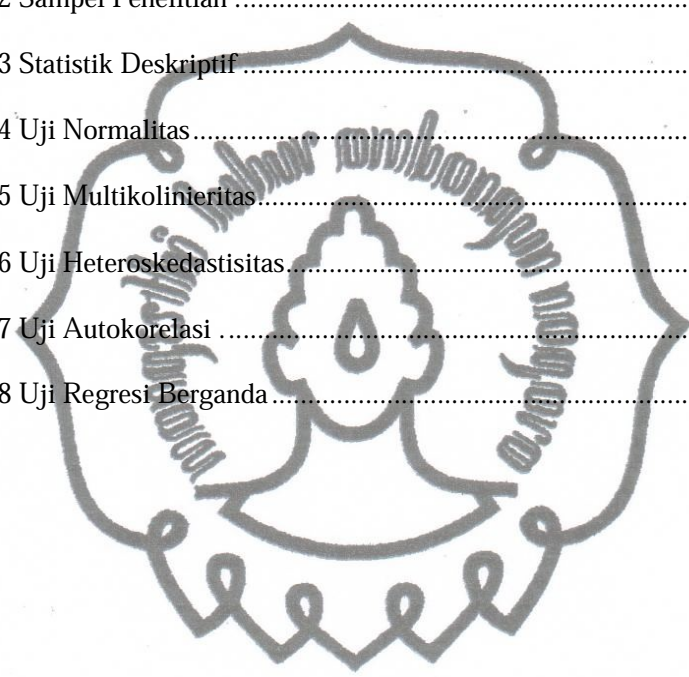 2 Sampel Penelitian
3 Statistik Deskriptif
4 Uji Normalitas
5 Uji Multikolinieritas
6 Uji Heteroskedastisitas
7 Uji Autokorelasi
8 Uji Regresi Berganda